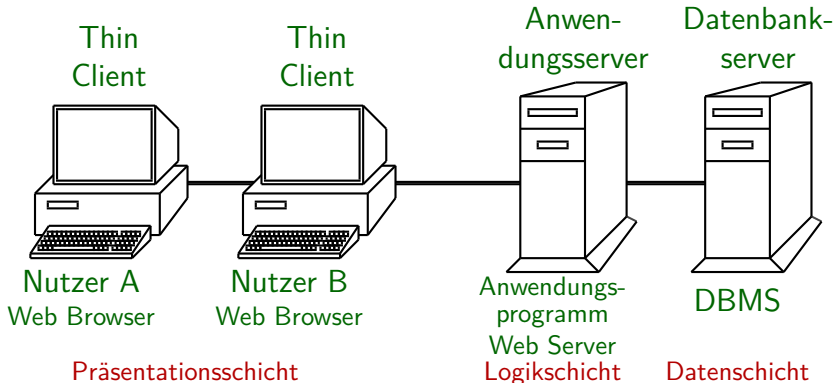 Thin
Client
Thin
Client
Anwen-
dungsserver
Datenbank-
server
Nutzer A
Web Browser
Nutzer B
Web Browser
Anwendungs-
programm
Web Server
DBMS
Präsentationsschicht
Logikschicht
Datenschicht